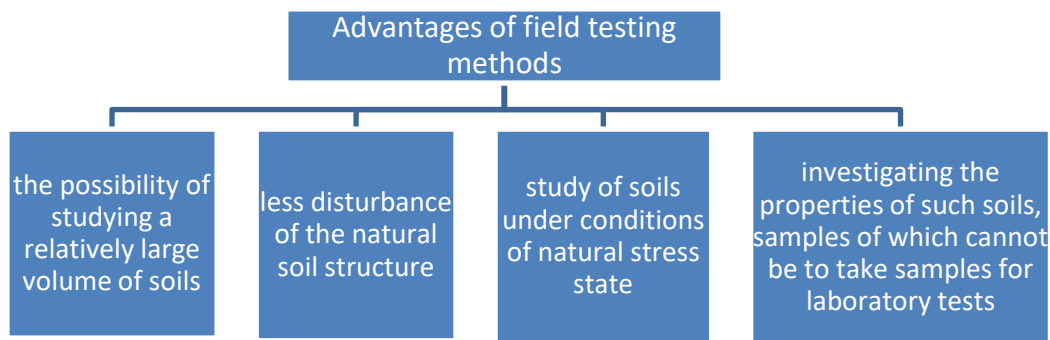 Advantages of field testing
methods
the possibility of
studying a
relatively large
volume of soils
less disturbance
of the natural
soil structure
study of soils
under conditions
of natural stress
state
investigating the
properties of such soils,
samples of which cannot
be to take samples for
laboratory tests